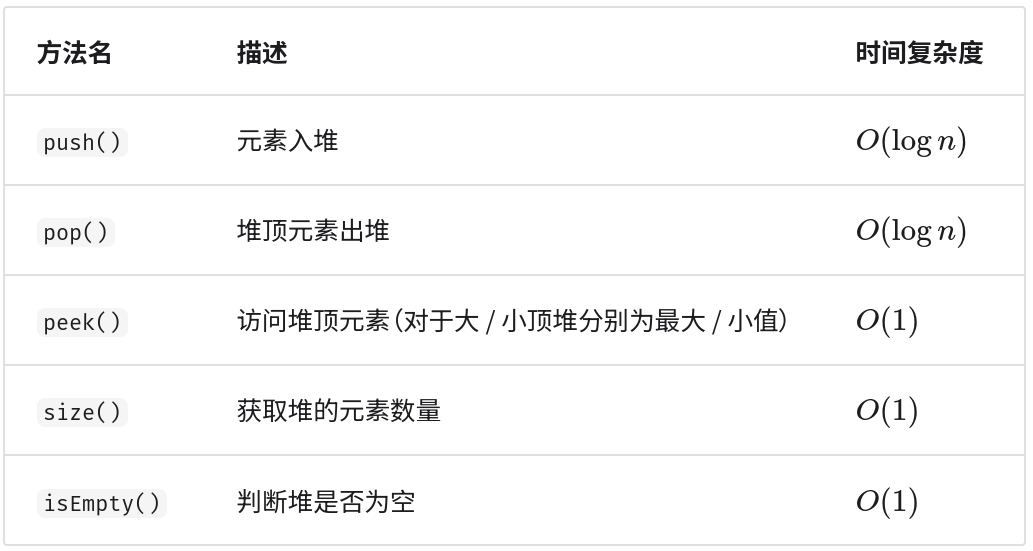 方法名 描述 时间复杂度
push() 元素入堆 O(log n)
pop() 堆顶元素出堆 O(log n)
peek() 访问堆顶元素（对于大 / 小顶堆分别为最大 / 小值） O(1)
size() 获取堆的元素数量 O(1)
isEmpty() 判断堆是否为空 O(1)